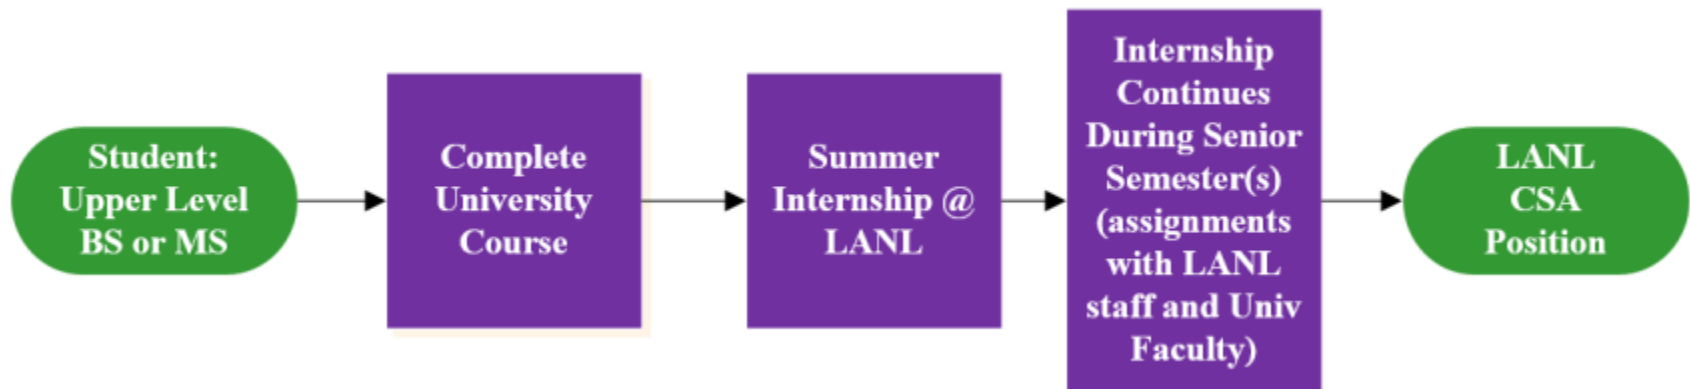 Student:
Upper Level
BS or MS
Complete
University
Course
Summer
Internship @
LANL
Internship
Continues
During Senior
Semester(s)
(assignments
with LANL
staff and Univ
Faculty)
LANL
CSA
Position